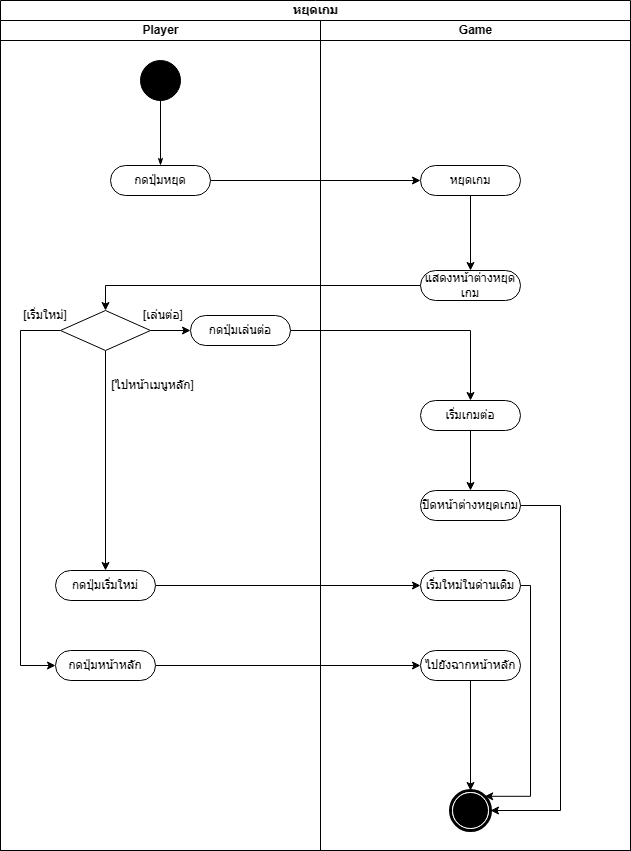 หยุดเกม
Player
Game
กดปุ่มหยุด
หยุดเกม
แสดงหน้าต่างหยุด
เกม
[เริ่มใหม่]
[เล่นต่อ]
กดปุ่มเล่นต่อ
[ไปหน้าเมนูหลัก]
เริ่มเกมต่อ
ปิดหน้าต่างหยุดเกม
กดปุ่มเริ่มใหม่
เริ่มใหม่ในด่านเดิม
กดปุ่มหน้าหลัก
ไปยังฉากหน้าหลัก